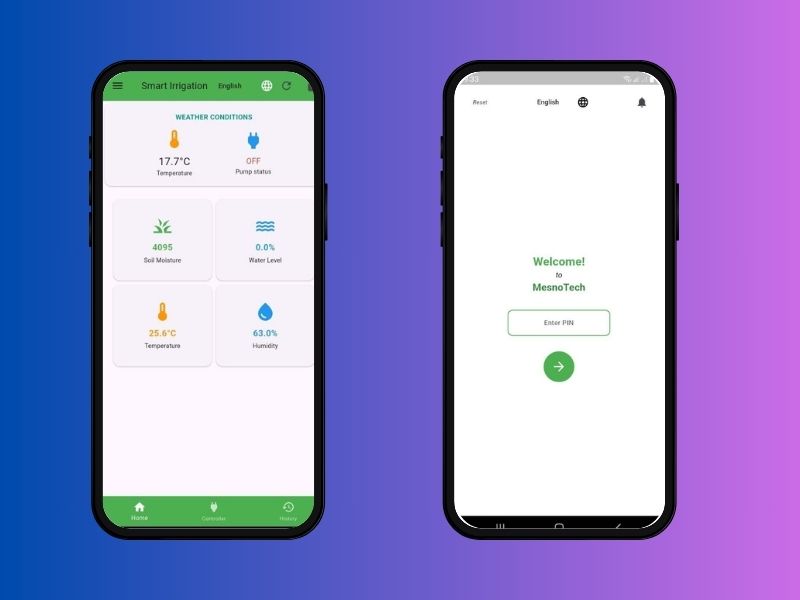 Smart Irrigation English
WEATHER CONDITIONS
17.7°C OFF
Temperature Pump status
4095 0.0%
Soil Moisture Water Level
25.6°C 63.0%
Temperature Humidity
Home Controller History
Reset English
Welcome!
to
MesnoTech
Enter PIN